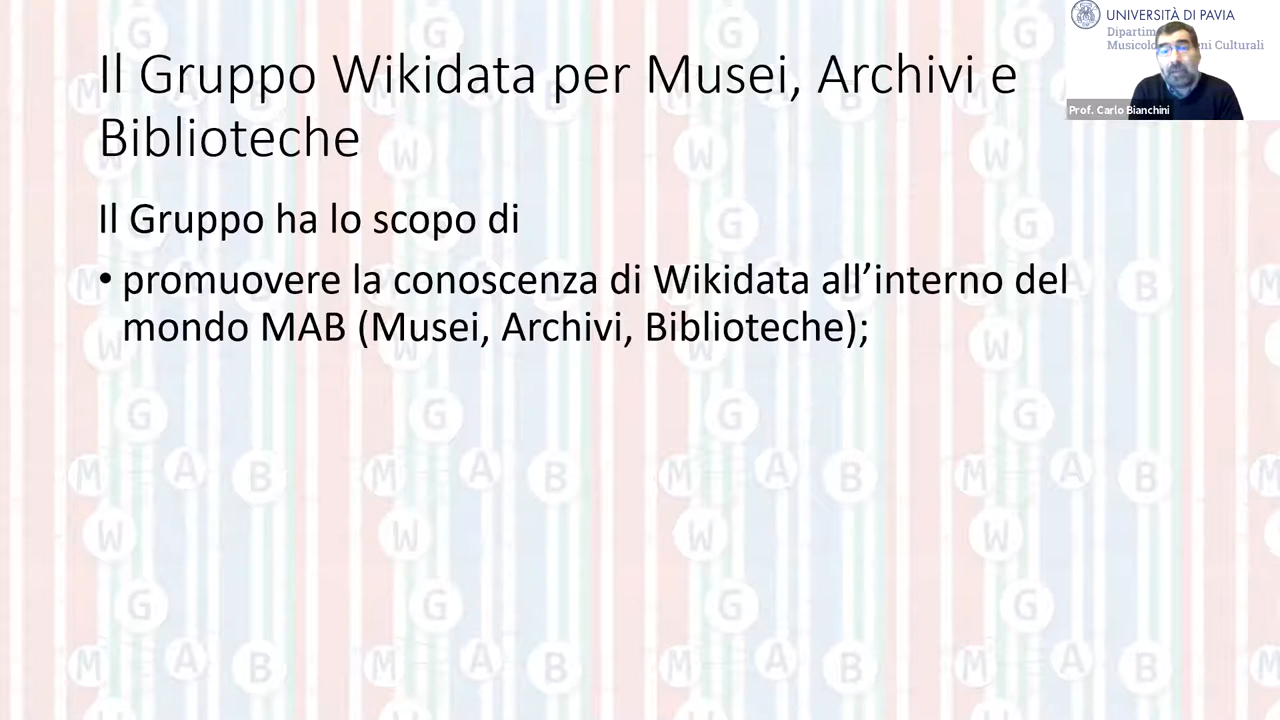 Il Gruppo Wikidata per Musei, Archivi e
Biblioteche
Il Gruppo ha lo scopo di
• promuovere la conoscenza di Wikidata all’interno del
mondo MAB (Musei, Archivi, Biblioteche);
UNIVERSITÀ DI PAVIA
Prof. Carlo Bianchini
G
M A B
W